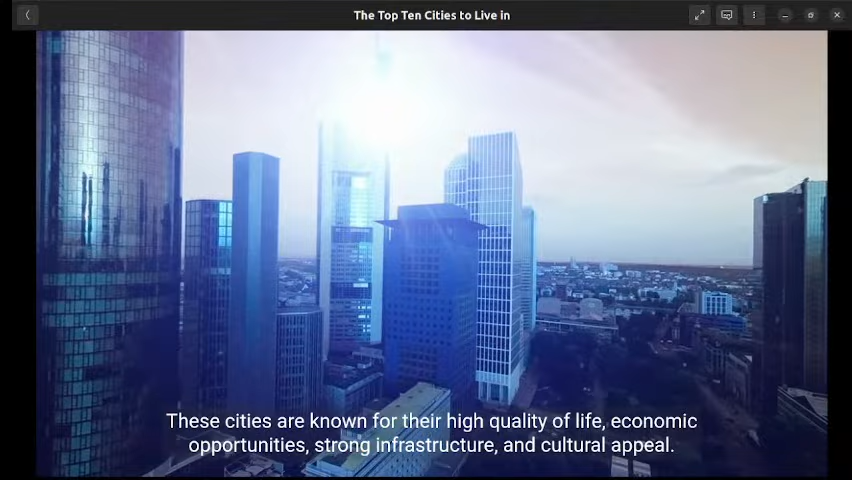 The Top Ten Cities to Live in
These cities are known for their high quality of life, economic
opportunities, strong infrastructure, and cultural appeal.